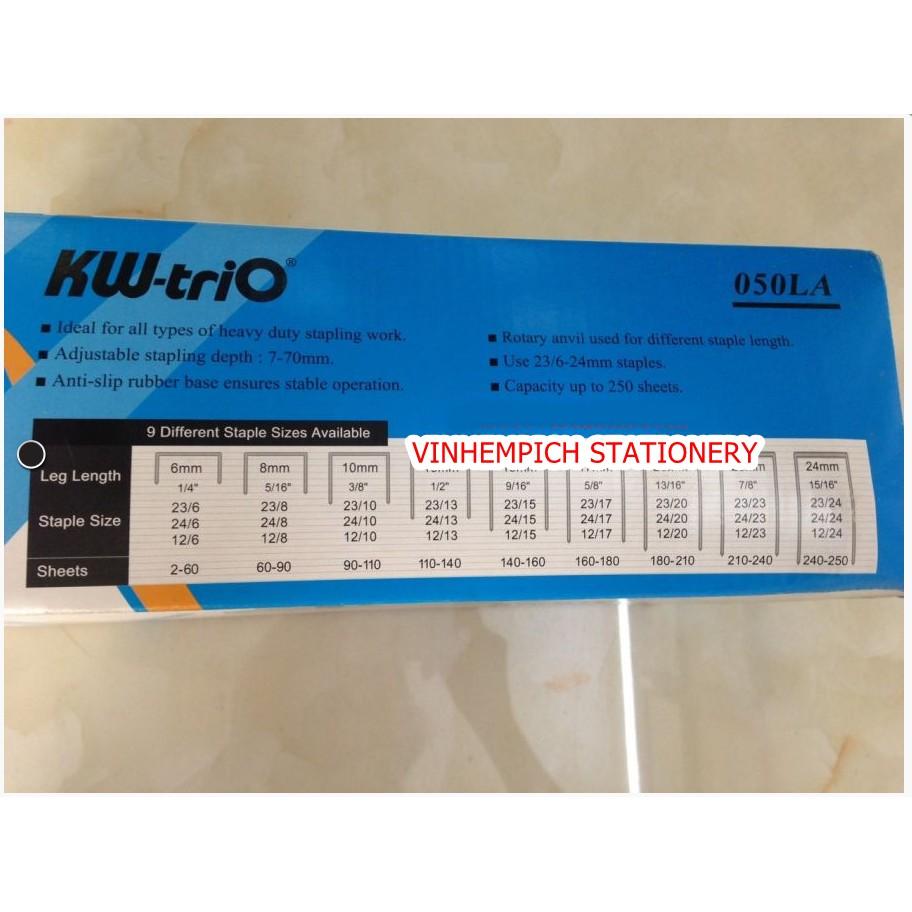 KW-triO®
050LA
■ Ideal for all types of heavy duty stapling work.
■ Adjustable stapling depth : 7-70mm.
■ Anti-slip rubber base ensures stable operation.
■ Rotary anvil used for different staple length.
■ Use 23/6-24mm staples.
■ Capacity up to 250 sheets.
9 Different Staple Sizes Available
VINHEMPICH STATIONERY
Leg Length 6mm 8mm 10mm 24mm
1/4" 5/16" 3/8" 1/2" 9/16" 5/8" 13/16" 7/8" 15/16"
23/6 23/8 23/10 23/13 23/15 23/17 23/20 23/23 23/24
Staple Size 24/6 24/8 24/10 24/13 24/15 24/17 24/20 24/23 24/24
12/6 12/8 12/10 12/13 12/15 12/17 12/20 12/23 12/24
Sheets 2-60 60-90 90-110 110-140 140-160 160-180 180-210 210-240 240-250